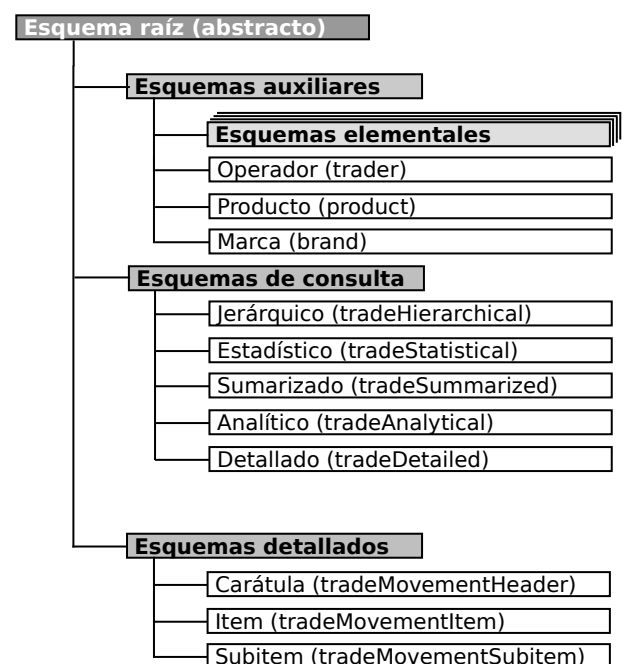 Esquema raíz (abstracto)
Esquemas auxiliares
Esquemas elementales
Operador (trader)
Producto (product)
Marca (brand)
Esquemas de consulta
Jerárquico (tradeHierarchical)
Estadístico (tradeStatistical)
Sumarizado (tradeSummarized)
Analítico (tradeAnalytical)
Detallado (tradeDetailed)
Esquemas detallados
Carátula (tradeMovementHeader)
Item (tradeMovementItem)
Subitem (tradeMovementSubitem)